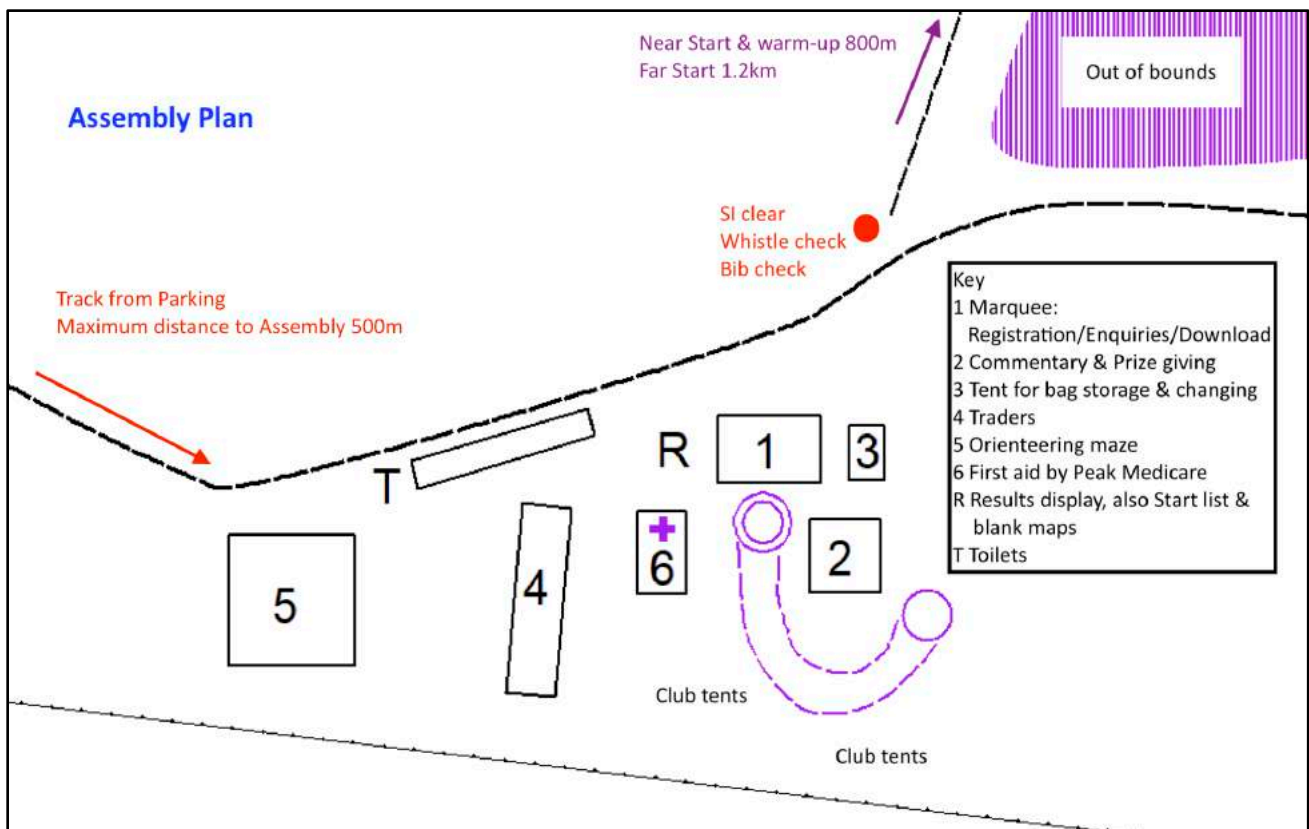 Near Start & warm-up 800m
Far Start 1.2km
Out of bounds
Assembly Plan
SI clear
Whistle check
Bib check
Track from Parking
Maximum distance to Assembly 500m
Key
1 Marquee:
Registration/Enquiries/Download
2 Commentary & Prize giving
3 Tent for bag storage & changing
4 Traders
5 Orienteering maze
6 First aid by Peak Medicare
R Results display, also Start list &
blank maps
T Toilets
T
R
1
3
5
4
6
2
Club tents
Club tents